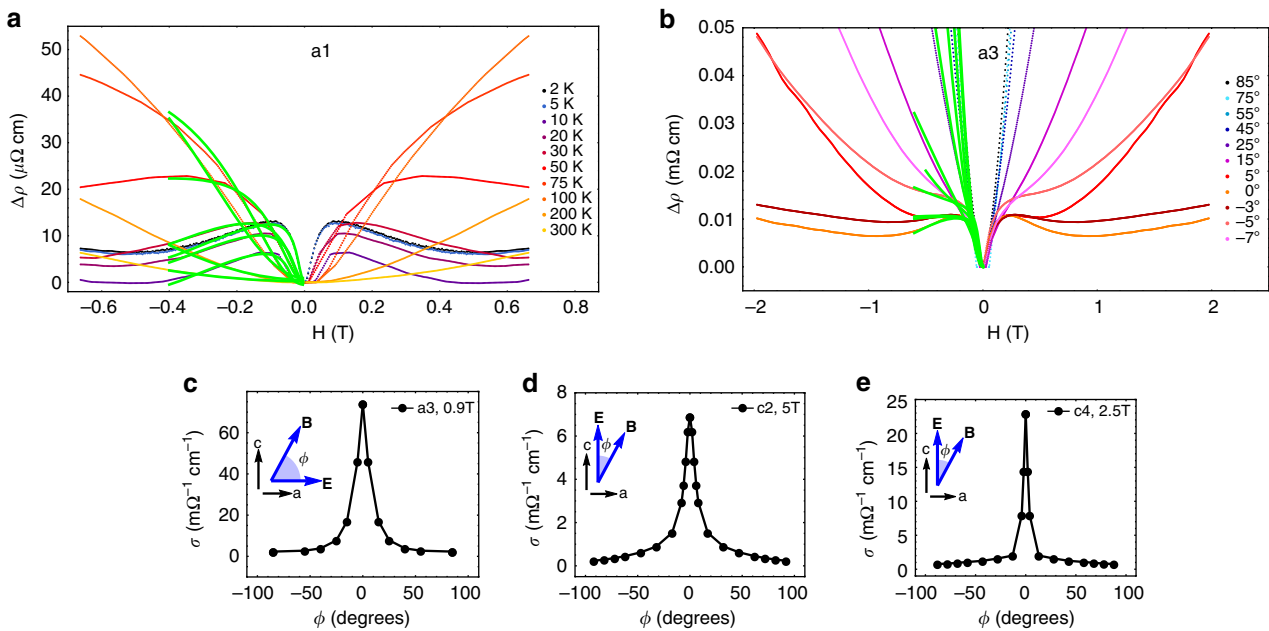 a
a1
Δρ (μΩ cm)
50
40
30
20
10
0
−0.6
−0.4
−0.2
0.0
0.2
0.4
0.6
0.8
H (T)
2 K
5 K
10 K
20 K
30 K
50 K
75 K
100 K
200 K
300 K
b
a3
Δρ (mΩ cm)
0.05
0.04
0.03
0.02
0.01
0.00
−2
−1
0
1
2
H (T)
85°
75°
55°
45°
25°
15°
5°
0°
−3°
−5°
−7°
c
a3, 0.9T
σ (mΩ⁻¹ cm⁻¹)
60
40
20
0
−100
−50
0
50
100
ϕ (degrees)
c
B
ϕ
E
a
d
c2, 5T
σ (mΩ⁻¹ cm⁻¹)
8
6
4
2
0
−100
−50
0
50
100
ϕ (degrees)
E
B
ϕ
c
a
e
c4, 2.5T
σ (mΩ⁻¹ cm⁻¹)
25
20
15
10
5
0
−100
−50
0
50
100
ϕ (degrees)
E
B
ϕ
c
a